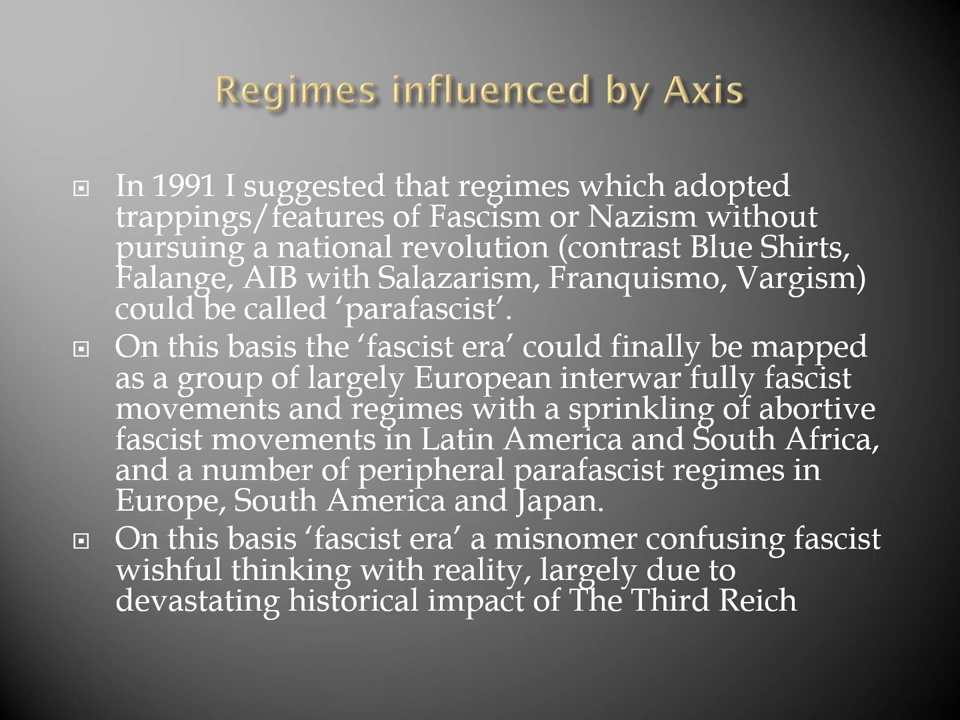 Regimes influenced by Axis
In 1991 I suggested that regimes which adopted
trappings/features of Fascism or Nazism without
pursuing a national revolution (contrast Blue Shirts,
Falange, AIB with Salazarism, Franquismo, Vargism)
could be called ‘parafascist’.
On this basis the ‘fascist era’ could finally be mapped
as a group of largely European interwar fully fascist
movements and regimes with a sprinkling of abortive
fascist movements in Latin America and South Africa,
and a number of peripheral parafascist regimes in
Europe, South America and Japan.
On this basis ‘fascist era’ a misnomer confusing fascist
wishful thinking with reality, largely due to
devastating historical impact of The Third Reich